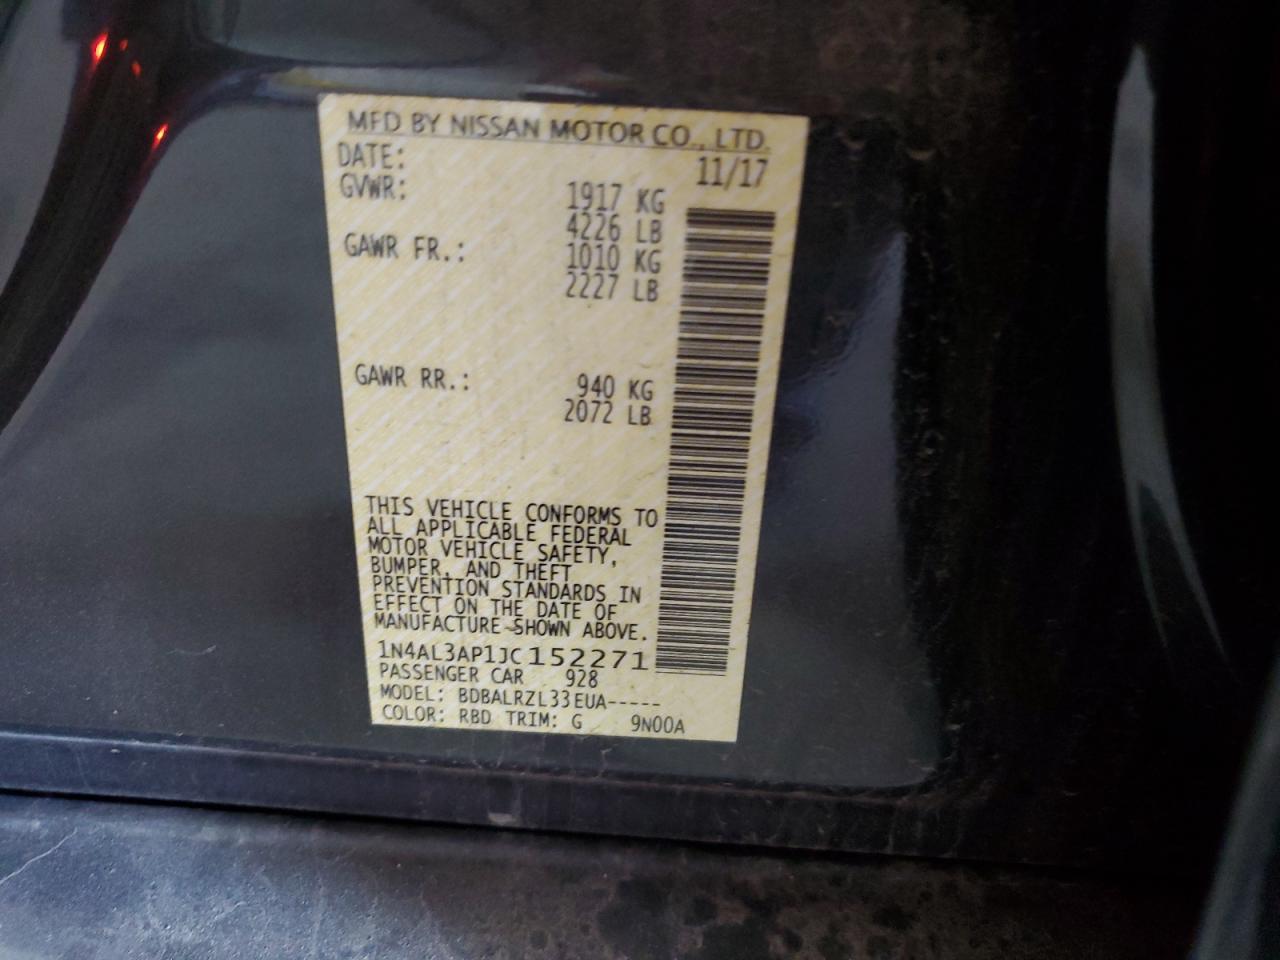 MFD BY NISSAN MOTOR CO., LTD.
DATE: 11/17
GVWR: 1917 KG
4226 LB
GAWR FR.: 1010 KG
2227 LB
GAWR RR.: 940 KG
2072 LB
THIS VEHICLE CONFORMS TO
ALL APPLICABLE FEDERAL
MOTOR VEHICLE SAFETY,
BUMPER, AND THEFT
PREVENTION STANDARDS IN
EFFECT ON THE DATE OF
MANUFACTURE SHOWN ABOVE.
1N4AL3AP1JC152271
PASSENGER CAR 928
MODEL: BDBALRZL33EUA-----
COLOR: RBD TRIM: G 9N00A